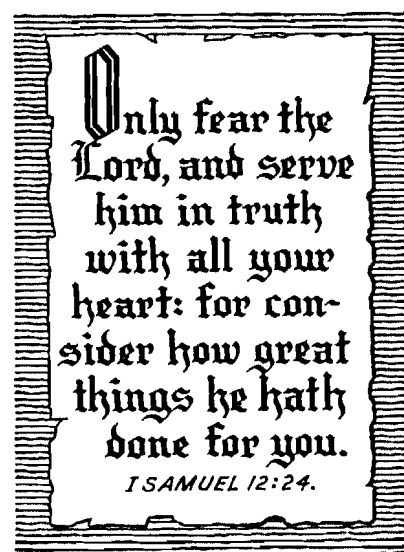 Only fear the
Lord, and serve
him in truth
with all your
heart: for con-
sider how great
things he hath
done for you.
I SAMUEL 12:24.